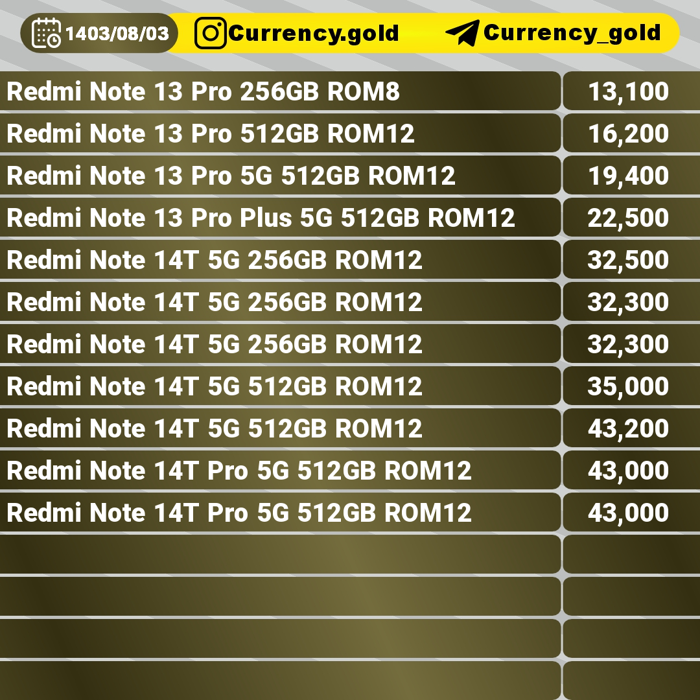 1403/08/03 Currency.gold Currency_gold
Redmi Note 13 Pro 256GB ROM8 13,100
Redmi Note 13 Pro 512GB ROM12 16,200
Redmi Note 13 Pro 5G 512GB ROM12 19,400
Redmi Note 13 Pro Plus 5G 512GB ROM12 22,500
Redmi Note 14T 5G 256GB ROM12 32,500
Redmi Note 14T 5G 256GB ROM12 32,300
Redmi Note 14T 5G 256GB ROM12 32,300
Redmi Note 14T 5G 512GB ROM12 35,000
Redmi Note 14T 5G 512GB ROM12 43,200
Redmi Note 14T Pro 5G 512GB ROM12 43,000
Redmi Note 14T Pro 5G 512GB ROM12 43,000